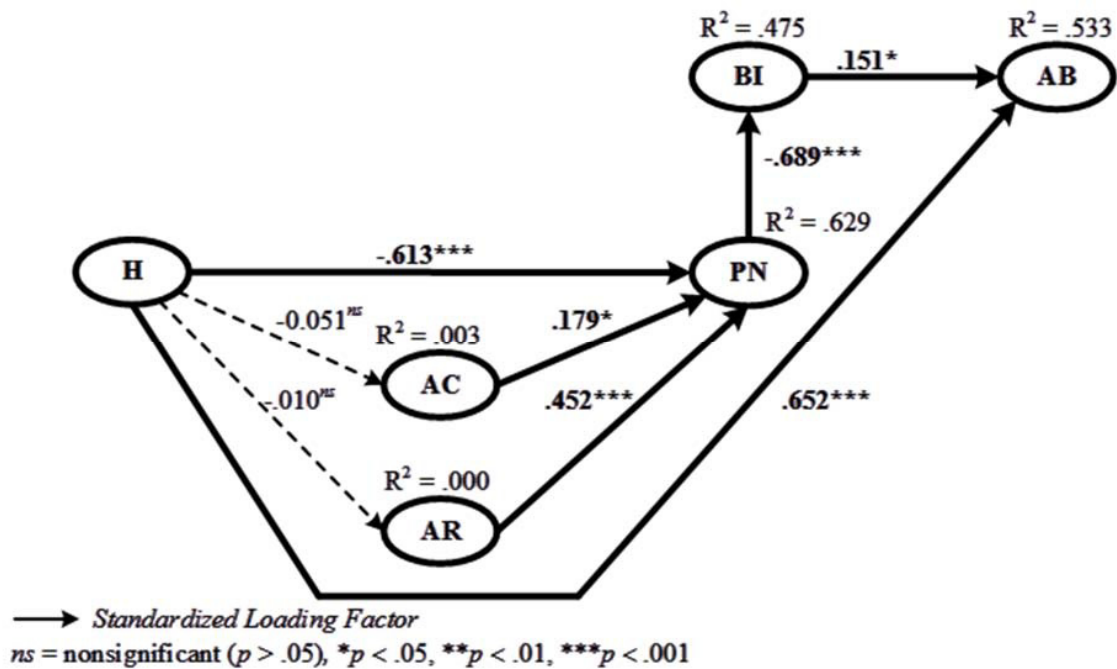 R² = .475
R² = .533
BI
.151*
AB
-.689***
R² = .629
H
-.613***
PN
-0.051ns
R² = .003
.179*
AC
-.010ns
.452***
.652***
R² = .000
AR
Standardized Loading Factor
ns = nonsignificant (p > .05), *p < .05, **p < .01, ***p < .001